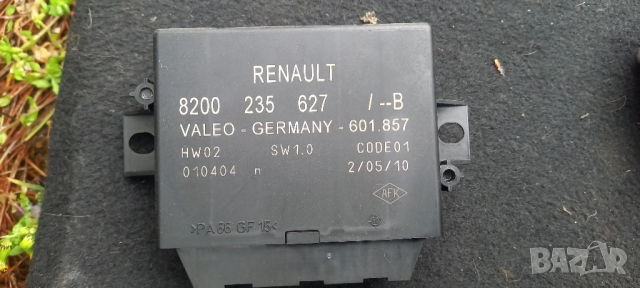 RENAULT
8200 235 627 /--B
VALEO - GERMANY - 601.857
HW02 SW1.0 CODE01
010404 n 2/05/10
AFK
>PA66 GF15<
BAZAR